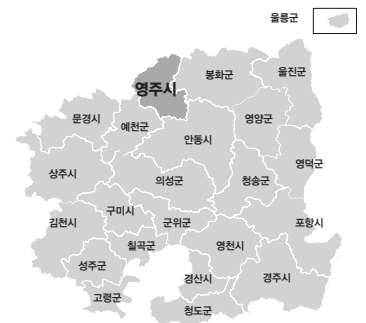 울릉군
봉화군
울진군
영주시
문경시
예천군
영양군
안동시
영덕군
상주시
의성군
청송군
구미시
김천시
군위군
포항시
칠곡군
영천시
성주군
경산시
경주시
고령군
청도군